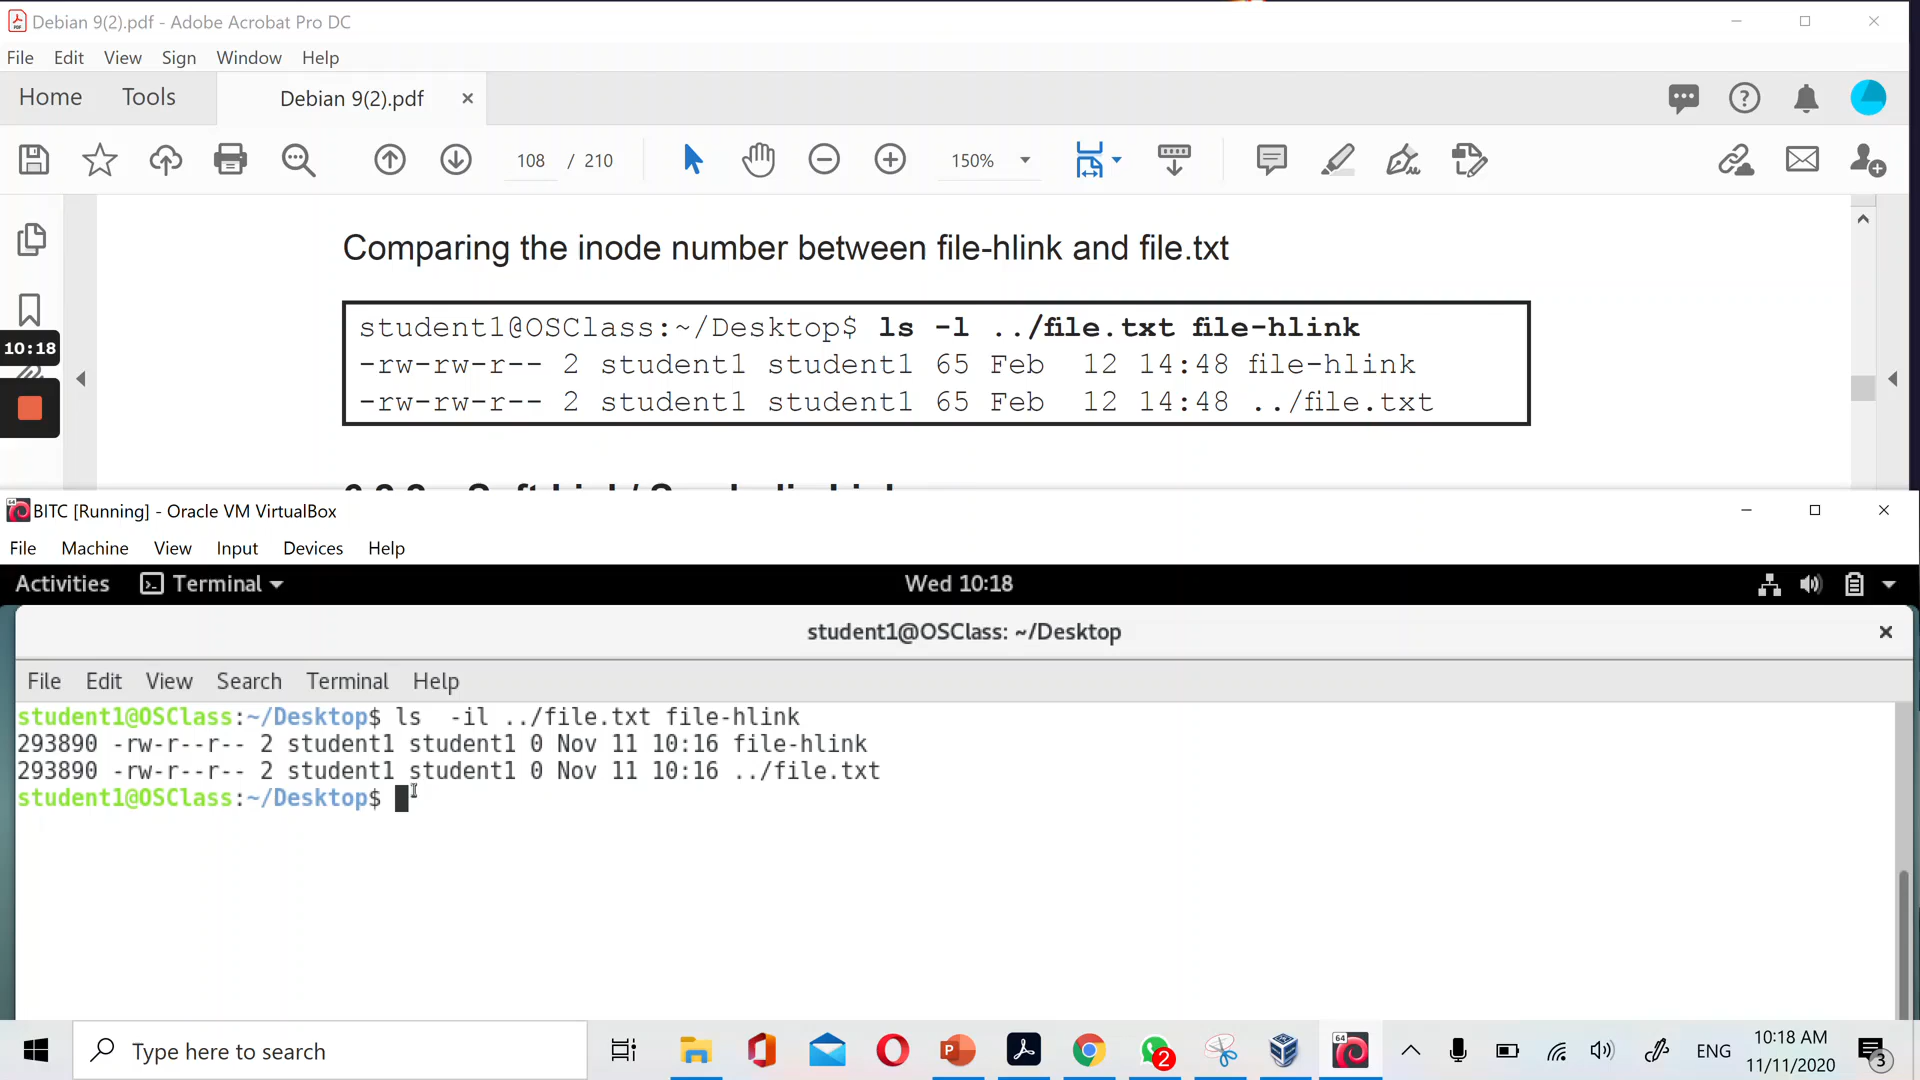 Debian 9(2).pdf - Adobe Acrobat Pro DC
File Edit View Sign Window Help
Home Tools Debian 9(2).pdf
108 / 210 150%
Comparing the inode number between file-hlink and file.txt
student1@OSClass:~/Desktop$ ls -l ../file.txt file-hlink
-rw-rw-r-- 2 student1 student1 65 Feb 12 14:48 file-hlink
-rw-rw-r-- 2 student1 student1 65 Feb 12 14:48 ../file.txt
10:18
BITC [Running] - Oracle VM VirtualBox
File Machine View Input Devices Help
Activities Terminal Wed 10:18
student1@OSClass: ~/Desktop
File Edit View Search Terminal Help
student1@OSClass:~/Desktop$ ls  -il ../file.txt file-hlink
293890 -rw-r--r-- 2 student1 student1 0 Nov 11 10:16 file-hlink
293890 -rw-r--r-- 2 student1 student1 0 Nov 11 10:16 ../file.txt
student1@OSClass:~/Desktop$
Type here to search
2
64
ENG
10:18 AM
11/11/2020
3